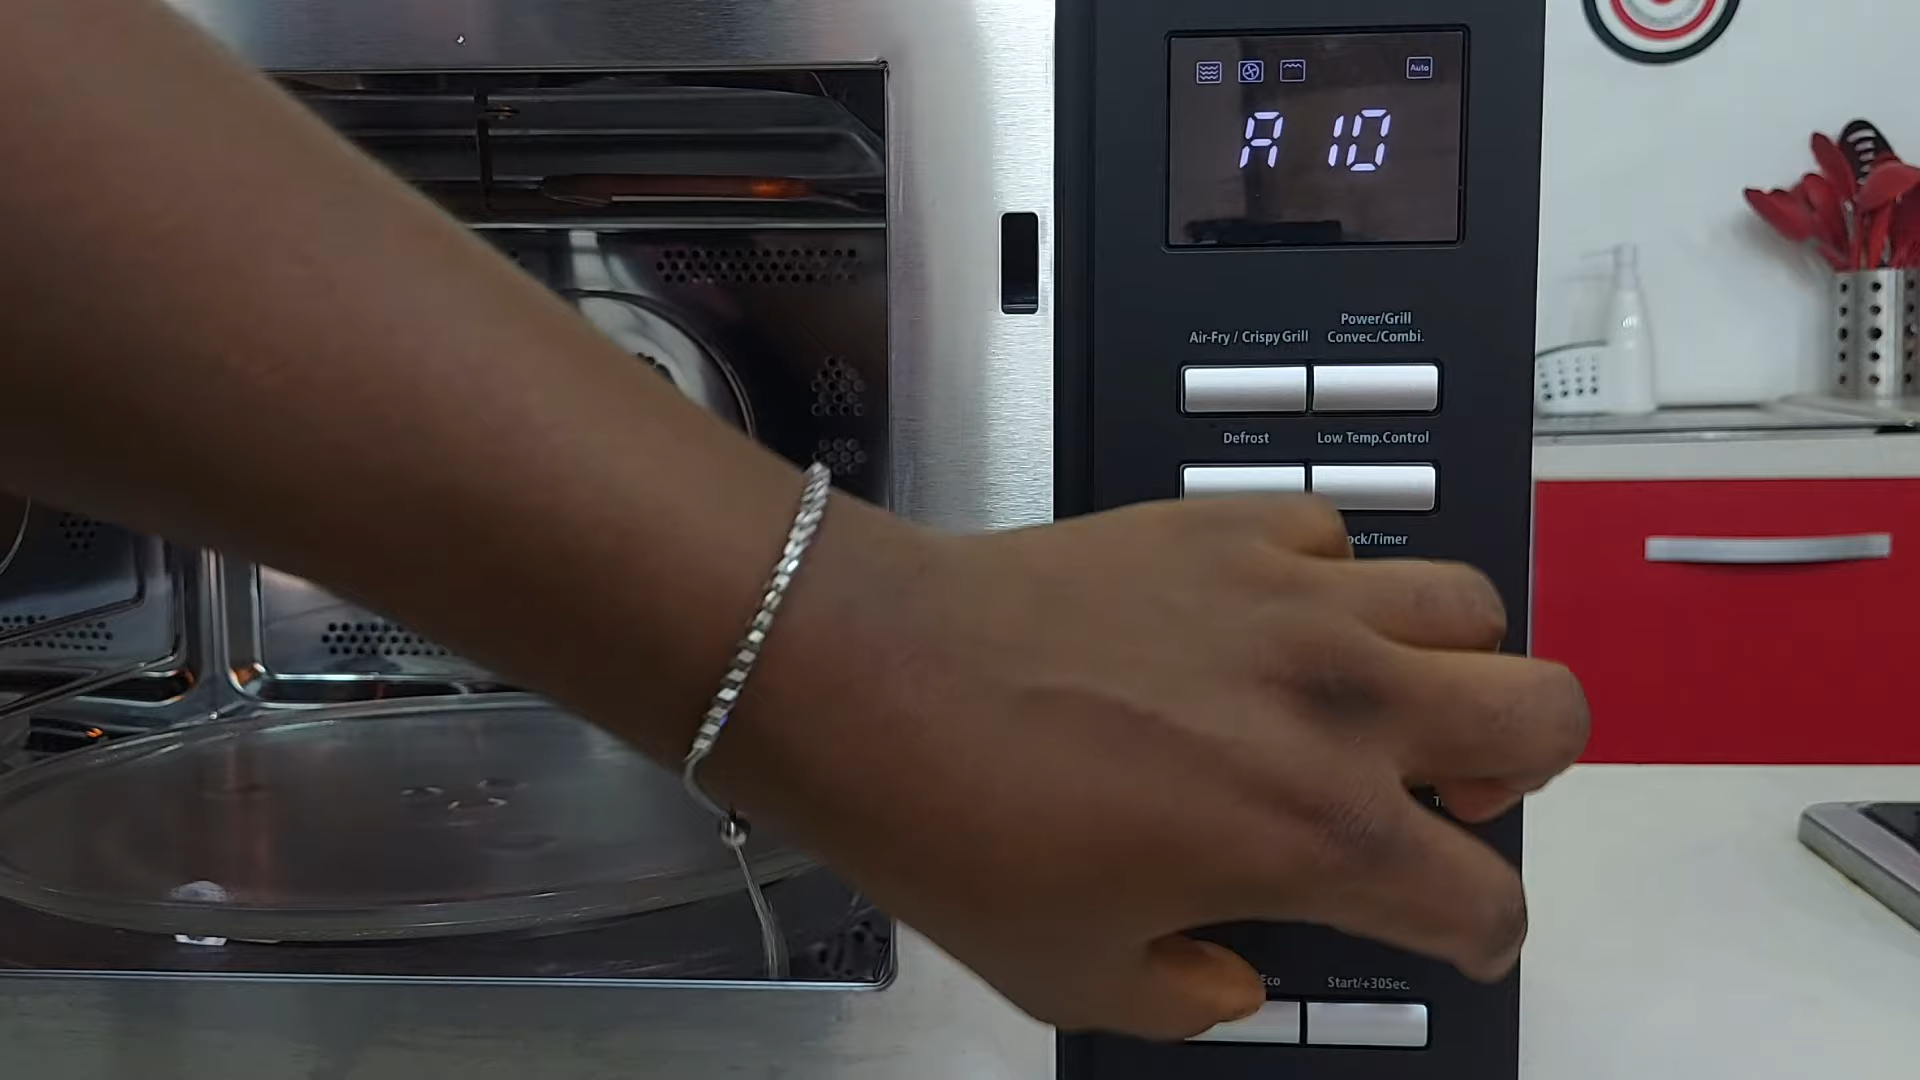 Auto
A 10
Air-Fry / Crispy Grill
Power/Grill
Convec./Combi.
Defrost
Low Temp.Control
ock/Timer
Eco
Start/+30Sec.